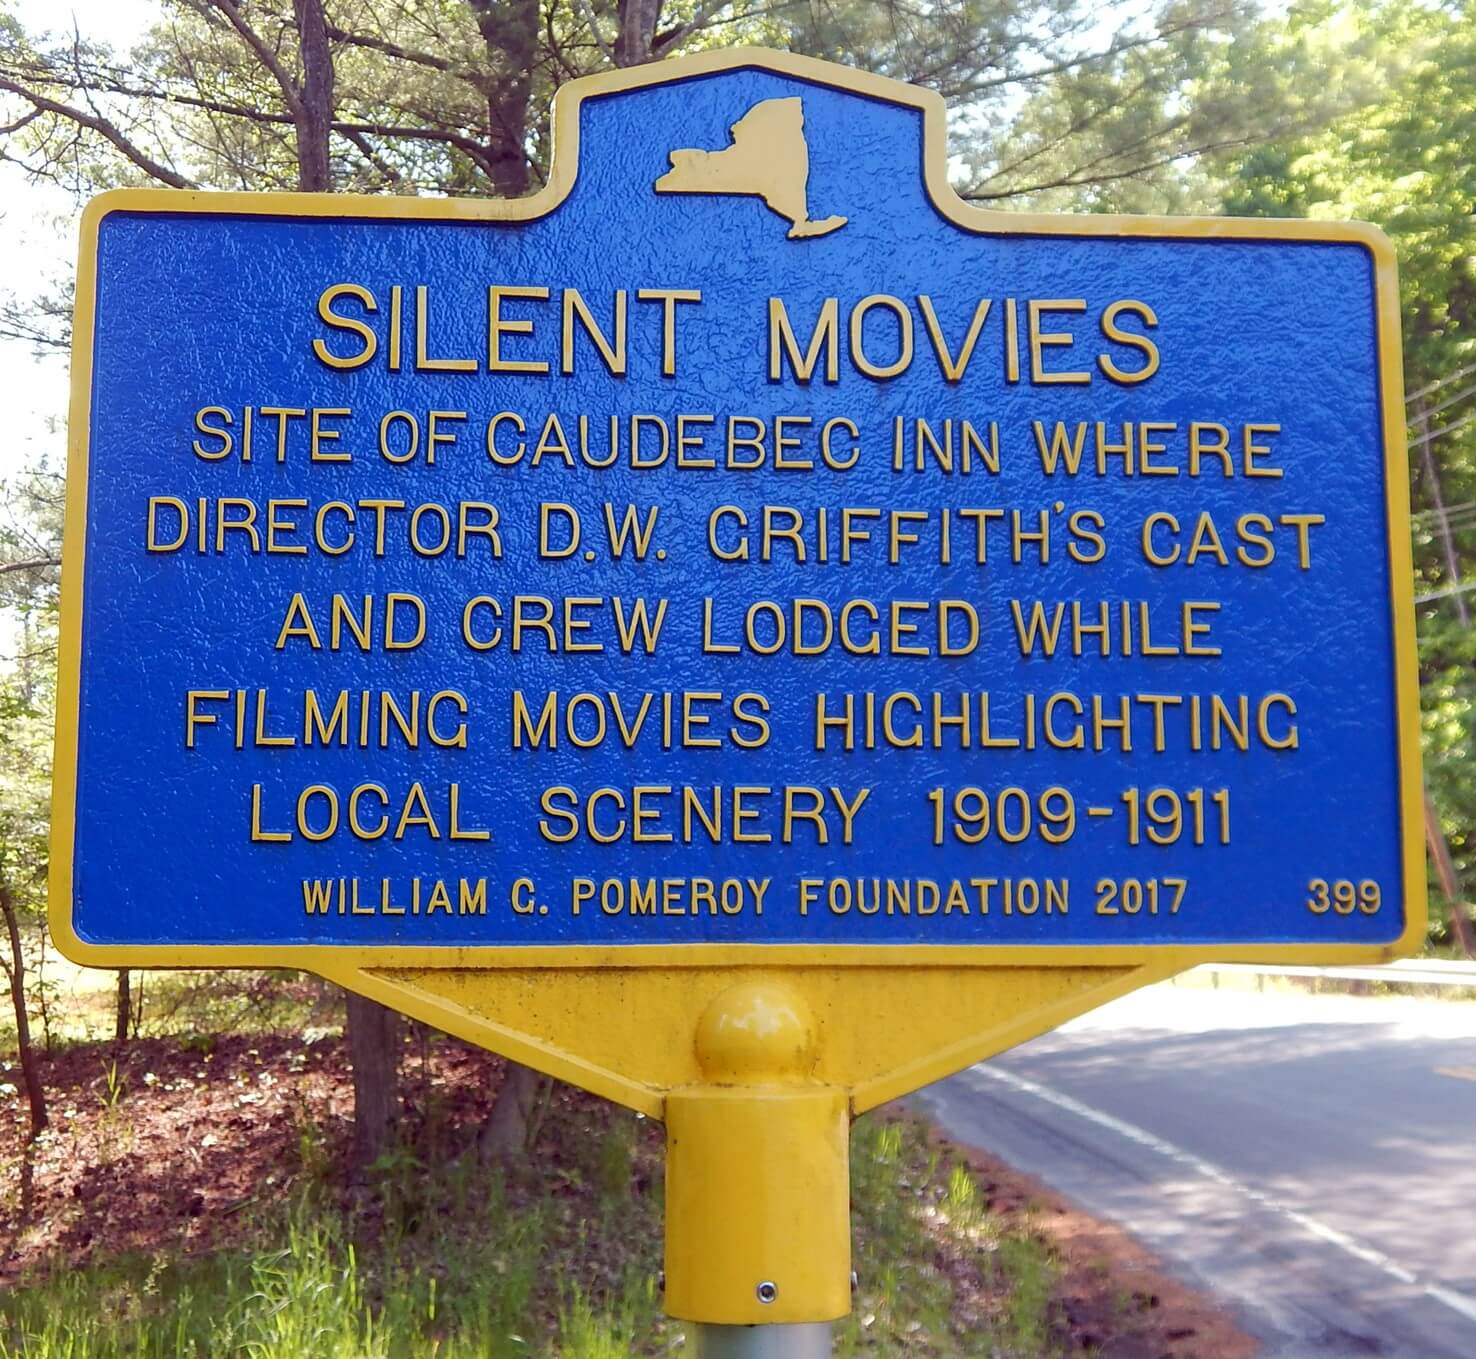 SILENT MOVIES
SITE OF CAUDEBEC INN WHERE
DIRECTOR D.W. GRIFFITH'S CAST
AND CREW LODGED WHILE
FILMING MOVIES HIGHLIGHTING
LOCAL SCENERY 1909-1911
WILLIAM G. POMEROY FOUNDATION 2017 399